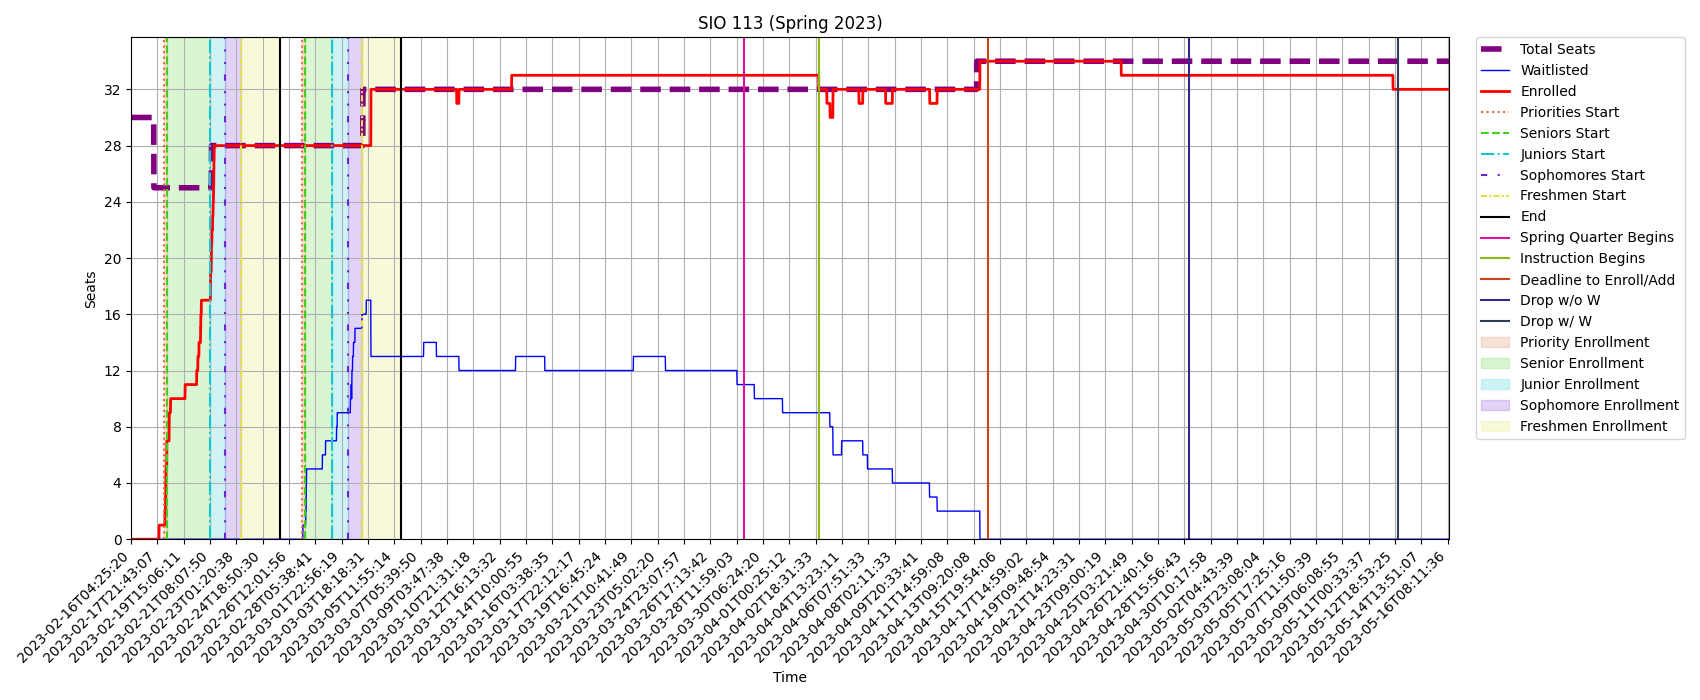 SIO 113 (Spring 2023)
Seats
32
28
24
20
16
12
8
4
0
2023-02-16T04:25:20
2023-02-17T21:43:07
2023-02-19T15:06:11
2023-02-21T08:07:50
2023-02-23T01:20:38
2023-02-24T18:50:30
2023-02-26T12:01:56
2023-02-28T05:38:41
2023-03-01T22:56:19
2023-03-03T18:18:31
2023-03-05T11:55:14
2023-03-07T05:39:50
2023-03-09T03:47:38
2023-03-12T16:31:18
2023-03-12T16:13:32
2023-03-14T10:00:55
2023-03-16T03:38:35
2023-03-17T22:12:17
2023-03-19T16:45:24
2023-03-21T10:41:49
2023-03-23T05:02:20
2023-03-24T23:07:57
2023-03-26T17:13:42
2023-03-28T11:59:03
2023-03-30T06:24:20
2023-04-01T00:25:12
2023-04-02T18:31:33
2023-04-04T13:23:11
2023-04-06T07:51:33
2023-04-08T02:11:33
2023-04-09T20:33:41
2023-04-11T14:59:08
2023-04-13T09:20:08
2023-04-15T19:54:06
2023-04-17T14:59:02
2023-04-19T09:48:54
2023-04-21T14:23:31
2023-04-23T09:00:19
2023-04-25T03:21:49
2023-04-26T21:40:16
2023-04-28T15:56:43
2023-04-30T10:17:58
2023-05-02T04:43:39
2023-05-03T23:08:04
2023-05-05T17:25:16
2023-05-07T11:50:39
2023-05-09T06:08:55
2023-05-11T00:33:37
2023-05-12T18:53:25
2023-05-14T13:51:07
2023-05-16T08:11:36
Time
Total Seats
Waitlisted
Enrolled
Priorities Start
Seniors Start
Juniors Start
Sophomores Start
Freshmen Start
End
Spring Quarter Begins
Instruction Begins
Deadline to Enroll/Add
Drop w/o W
Drop w/ W
Priority Enrollment
Senior Enrollment
Junior Enrollment
Sophomore Enrollment
Freshmen Enrollment